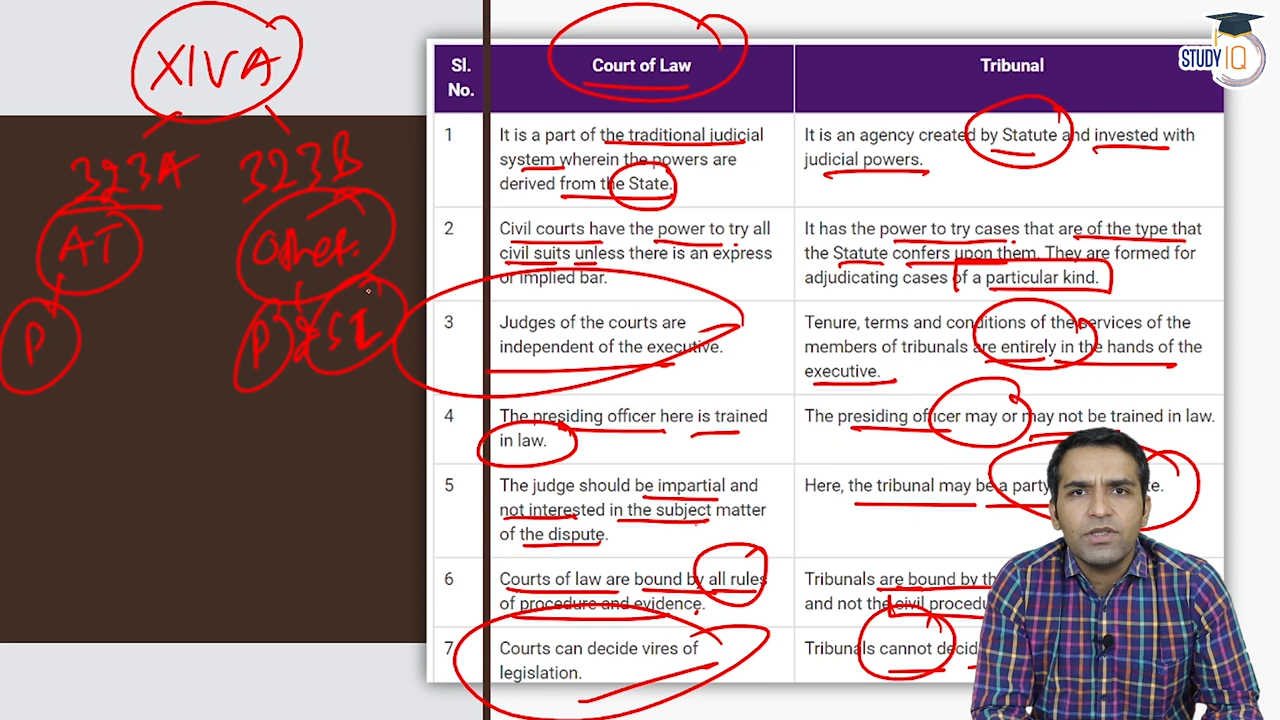 XIVA
323A 323B
AT Other.
P P & SL
STUDY IQ
Sl. No.
Court of Law
Tribunal
1
It is a part of the traditional judicial
system wherein the powers are
derived from the State.
It is an agency created by Statute and invested with
judicial powers.
2
Civil courts have the power to try all
civil suits unless there is an express
or implied bar.
It has the power to try cases that are of the type that
the Statute confers upon them. They are formed for
adjudicating cases of a particular kind.
3
Judges of the courts are
independent of the executive.
Tenure, terms and conditions of the services of the
members of tribunals are entirely in the hands of the
executive.
4
The presiding officer here is trained
in law.
The presiding officer may or may not be trained in law.
5
The judge should be impartial and
not interested in the subject matter
of the dispute.
Here, the tribunal may be a party
6
Courts of law are bound by all rules
of procedure and evidence.
Tribunals are bound by
and not the civil
7
Courts can decide vires of
legislation.
Tribunals cannot